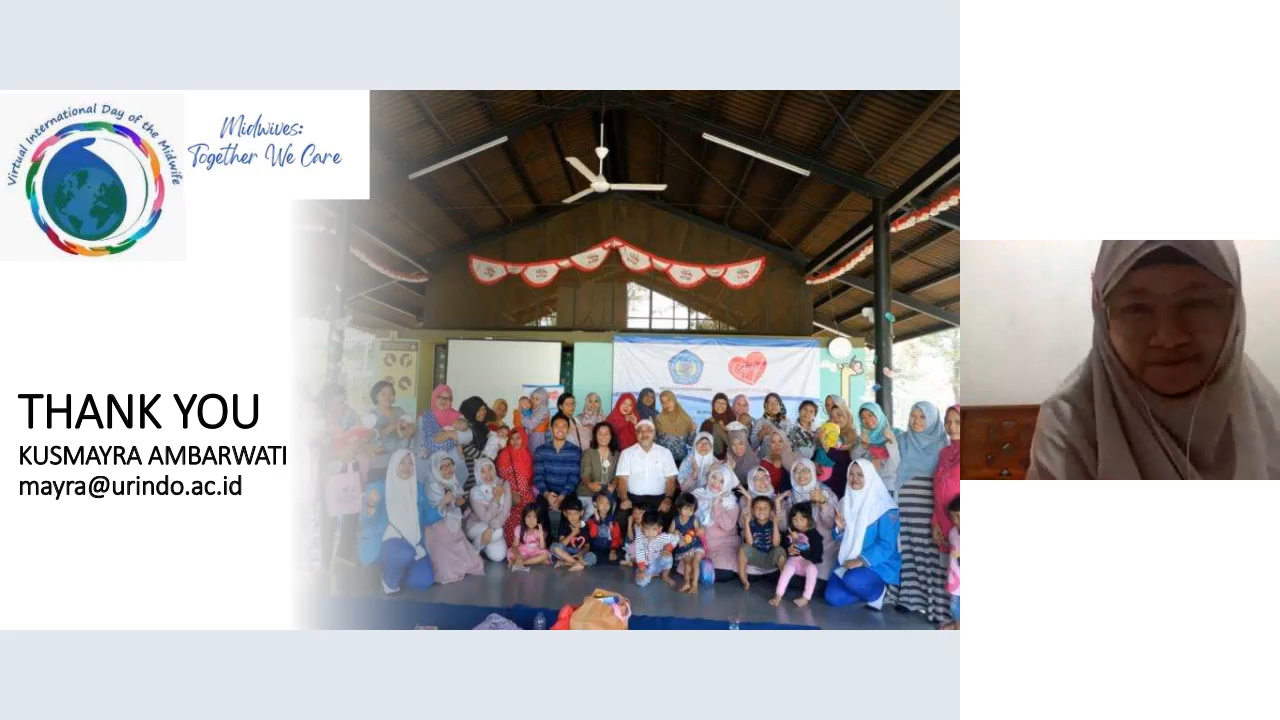 Virtual International Day of the Midwife
Midwives:
Together We Care
THANK YOU
KUSMAYRA AMBARWATI
mayra@urindo.ac.id